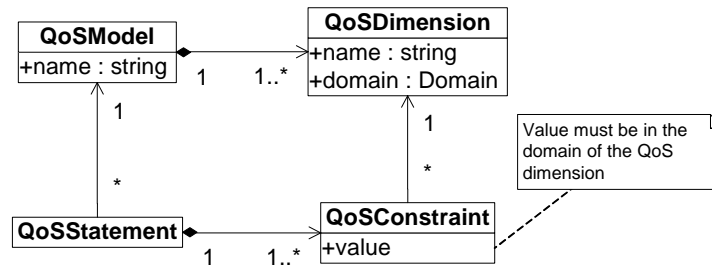 QoSModel
+name : string
1
1..*
QoSDimension
+name : string
+domain : Domain
1
*
1
*
Value must be in the
domain of the QoS
dimension
QoSStatement
1
1..*
QoSConstraint
+value